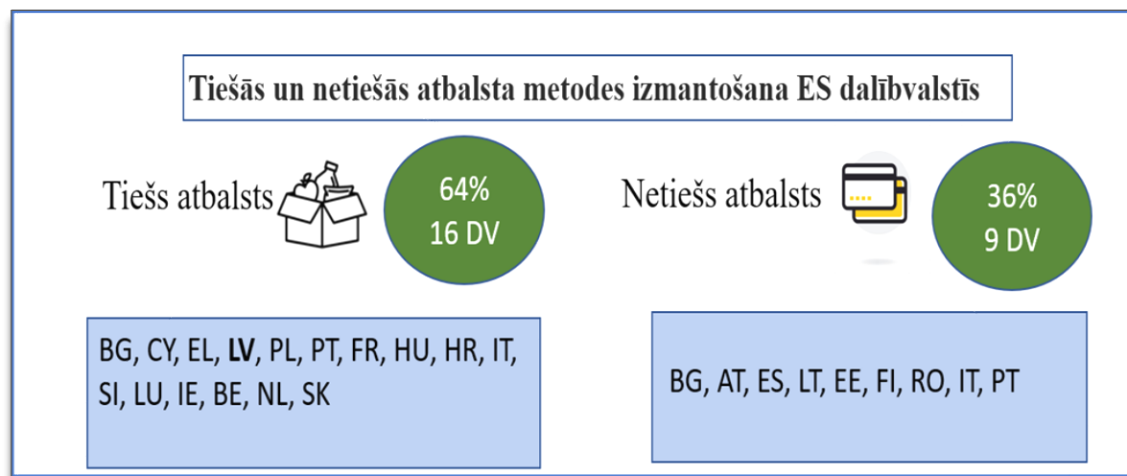 Tiešās un netiešās atbalsta metodes izmantošana ES dalībvalstīs
Tiešs atbalsts
64%
16 DV
Netiešs atbalsts
36%
9 DV
BG, CY, EL, LV, PL, PT, FR, HU, HR, IT,
SI, LU, IE, BE, NL, SK
BG, AT, ES, LT, EE, FI, RO, IT, PT